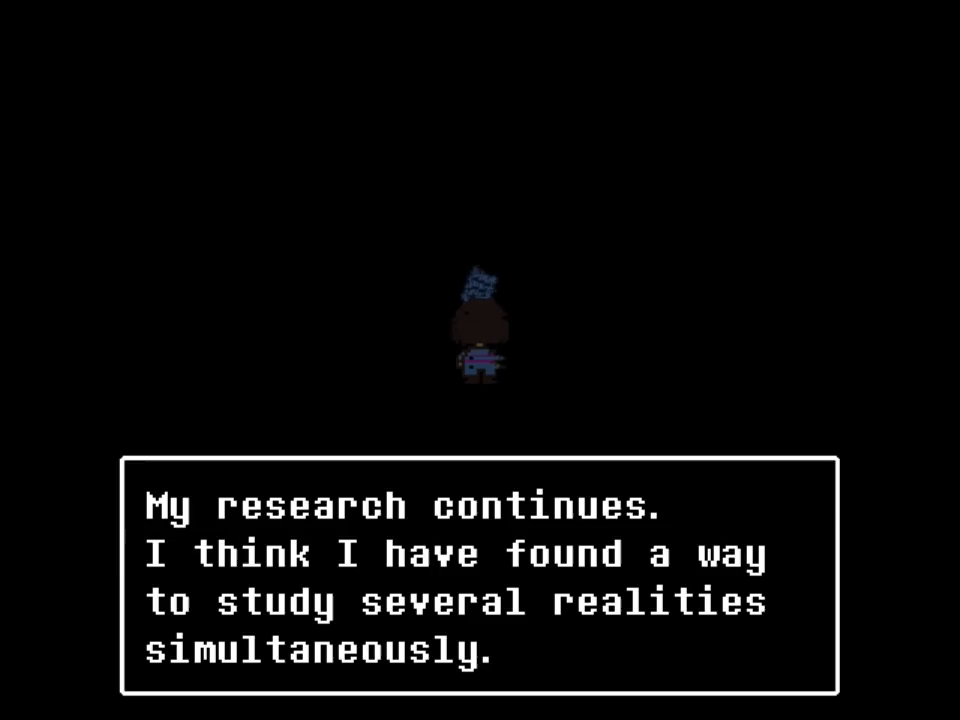 My research continues.
I think I have found a way
to study several realities
simultaneously.